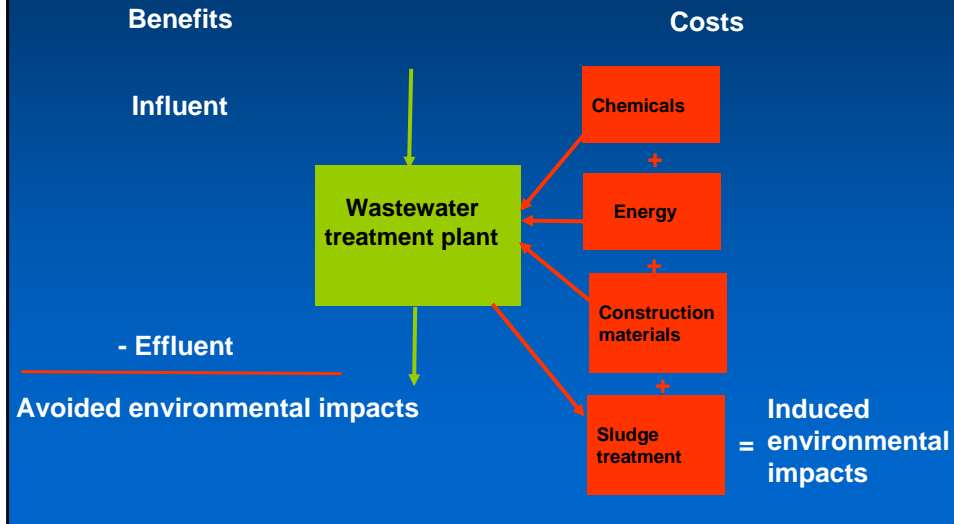 Benefits
Costs
Influent
Chemicals
+
Wastewater
treatment plant
Energy
+
Construction
materials
- Effluent
+
Avoided environmental impacts
Sludge
treatment
=
Induced
environmental
impacts